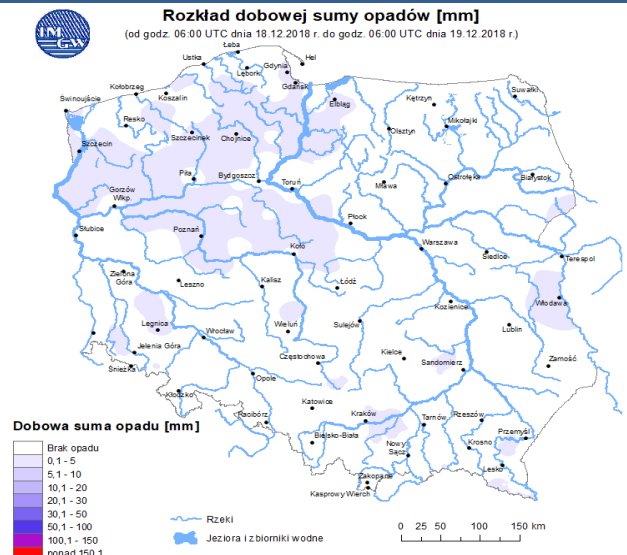 IM
GW
Rozkład dobowej sumy opadów [mm]
(od godz. 06:00 UTC dnia 18.12.2018 r. do godz. 06:00 UTC dnia 19.12.2018 r.)
Łeba
Ustka
Hel
Gdynia
Lębork
Gdańsk
Suwałki
Kołobrzeg
Koszalin
Świnoujście
Elbląg
Kętrzyn
Resko
Mikołajki
Szczecinek
Chojnice
Olsztyn
Szczecin
Piła
Bydgoszcz
Toruń
Mława
Ostrołęka
Białystok
Gorzów
Wlkp.
Płock
Słubice
Poznań
Koło
Warszawa
Siedlce
Terespol
Zielona
Góra
Leszno
Kalisz
Łódź
Kozienice
Włodawa
Legnica
Wrocław
Wieluń
Sulejów
Lublin
Jelenia Góra
Śnieżka
Częstochowa
Kielce
Sandomierz
Zamość
Opole
Kłodzko
Katowice
Racibórz
Kraków
Tarnów
Rzeszów
Przemyśl
Bielsko-Biała
Nowy
Sącz
Krosno
Lesko
Zakopane
Kasprowy Wierch
Dobowa suma opadu [mm]
Brak opadu
0,1 - 5
5,1 - 10
10,1 - 20
20,1 - 30
30,1 - 50
50,1 - 100
100,1 - 150
ponad 150,1
Rzeki
Jeziora i zbiorniki wodne
0 25 50 100 150 km